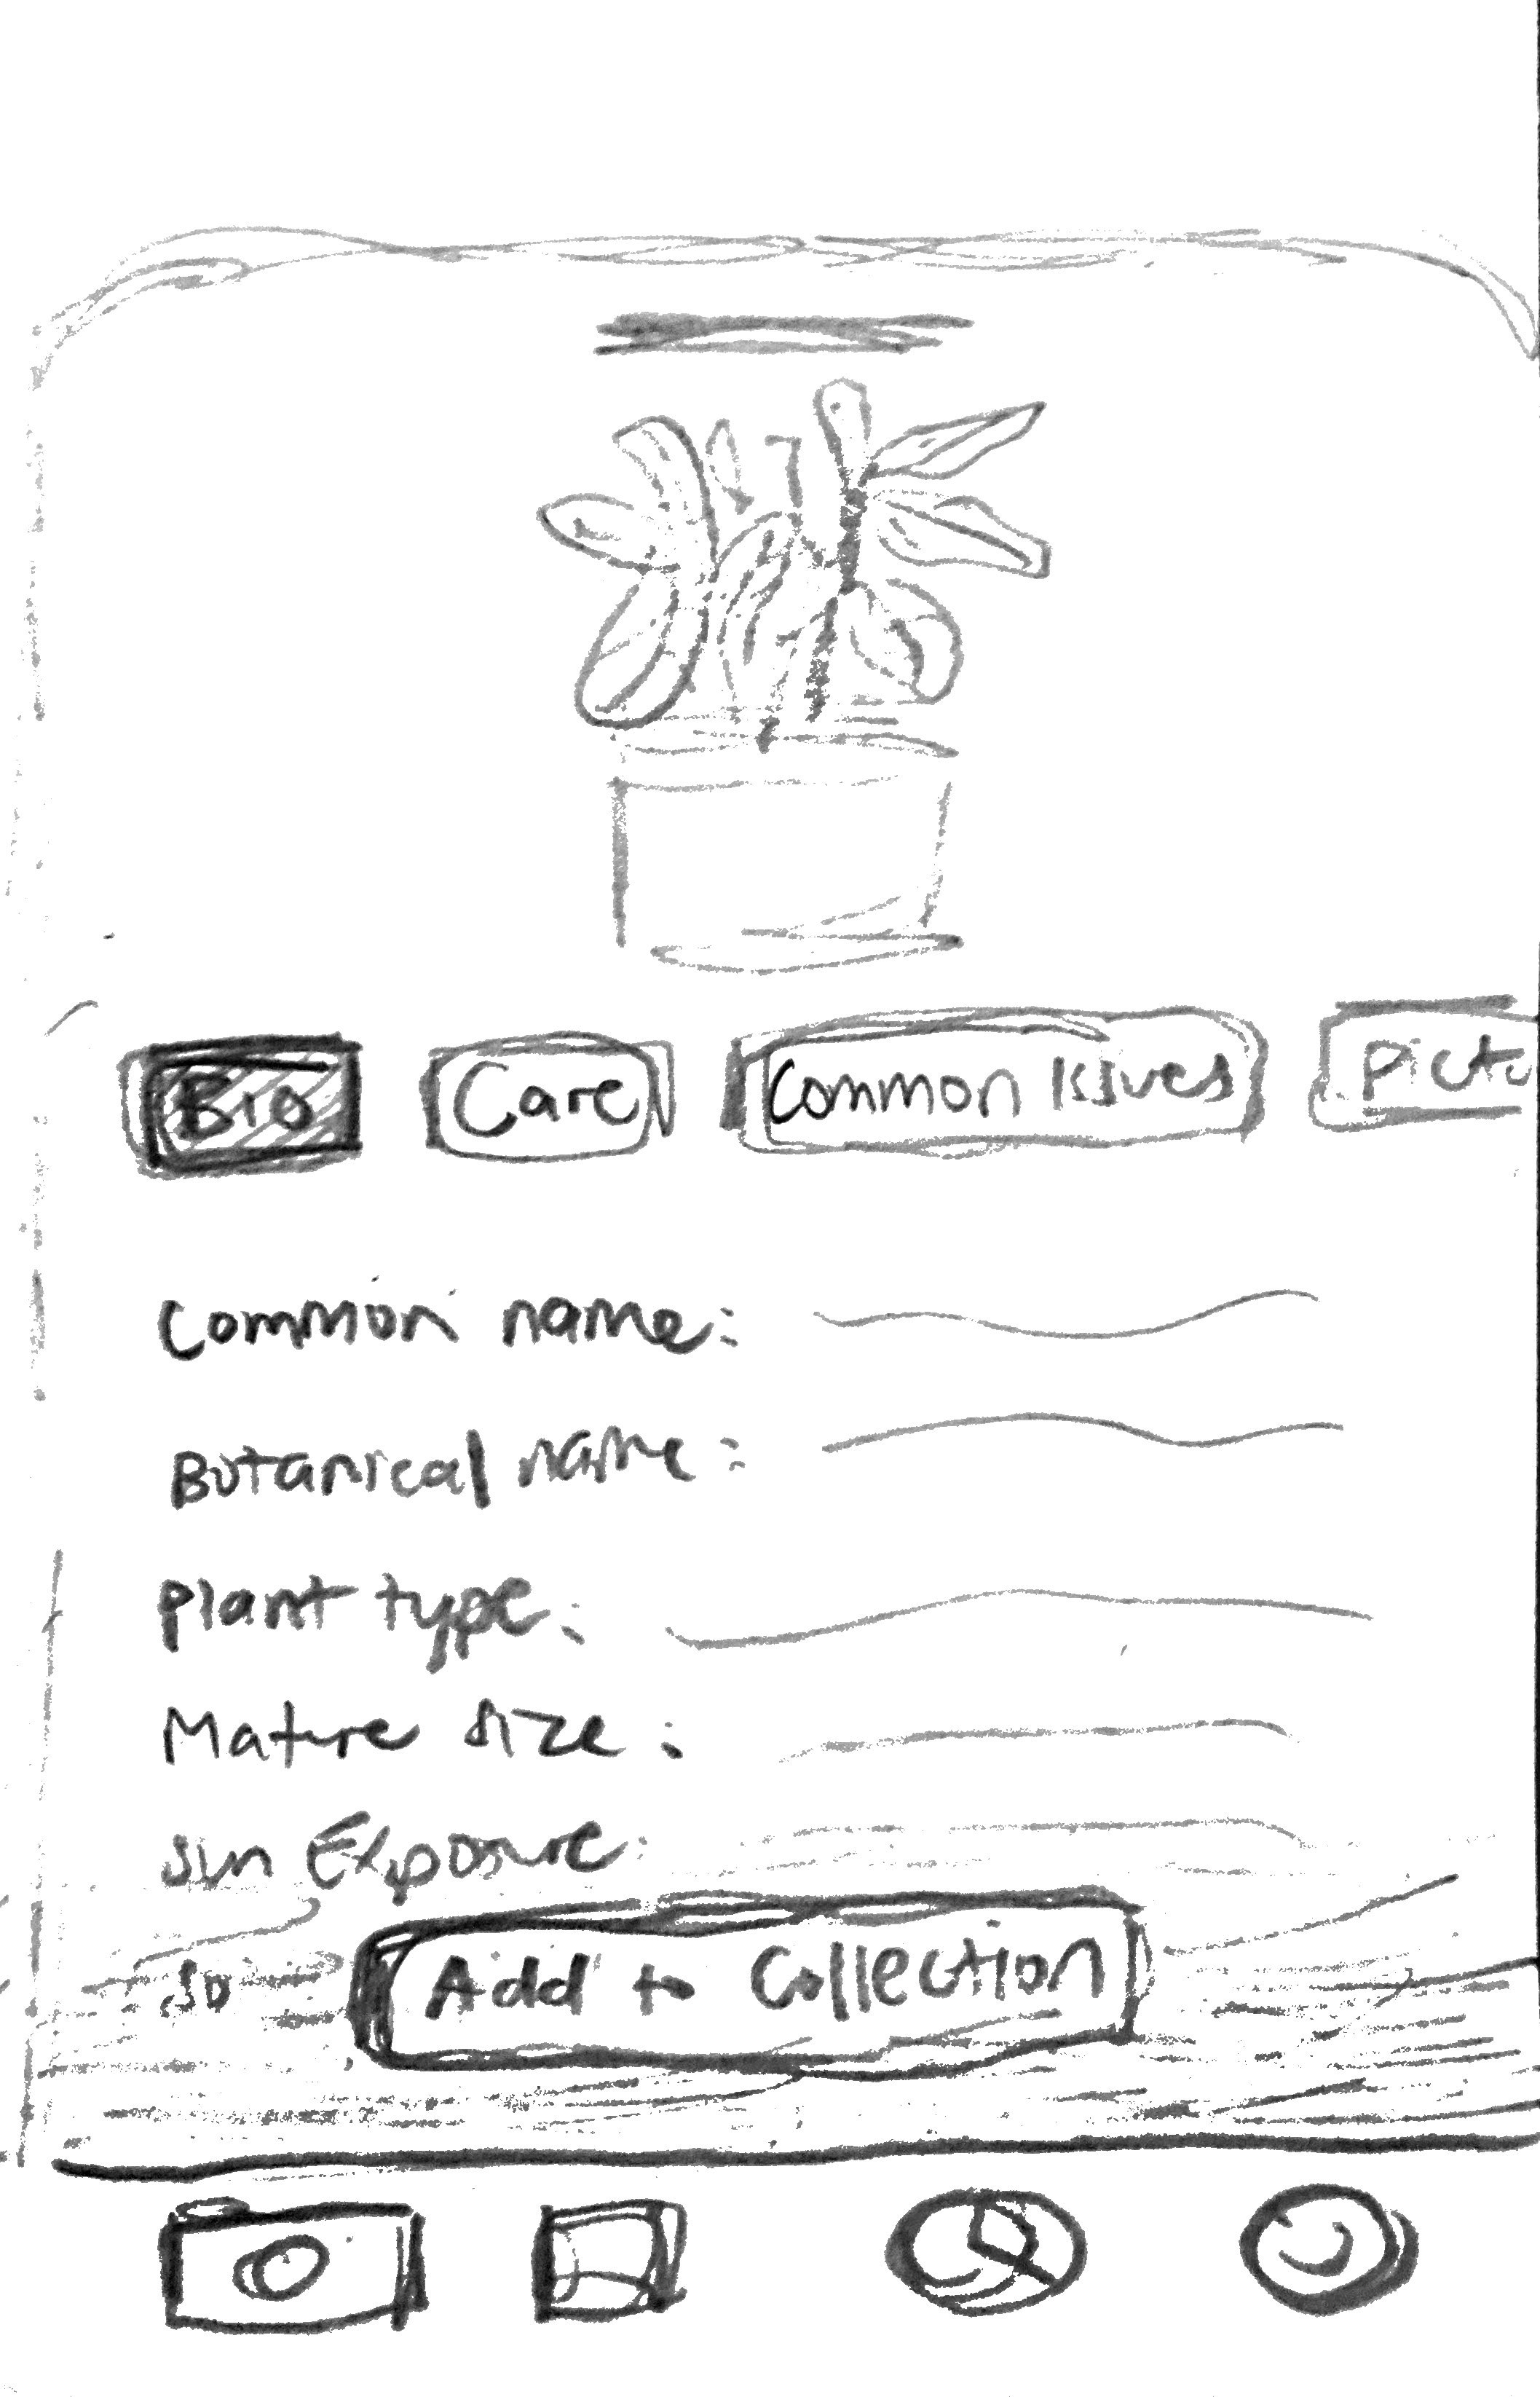 Bio Care Common Issues Pictu
Common name:
Botanical name:
Plant type:
Mature size:
Sun Exposure:
So
Add to Collection